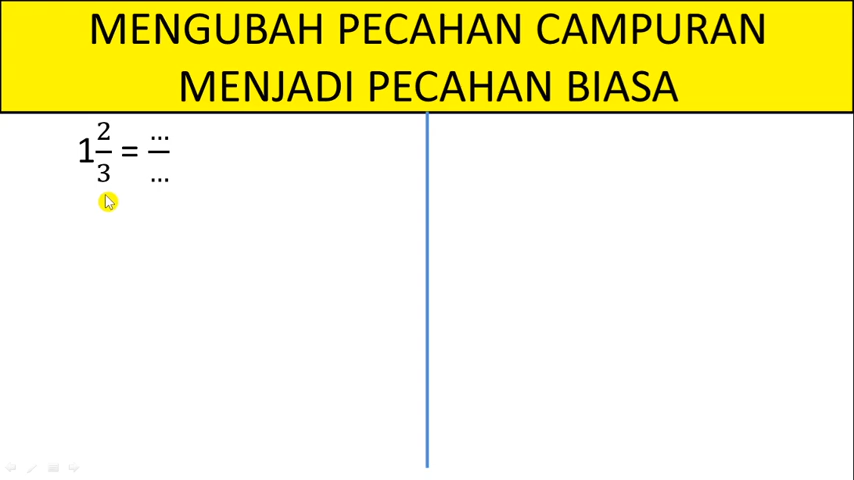 MENGUBAH PECAHAN CAMPURAN
MENJADI PECAHAN BIASA
1 2/3 = .../...